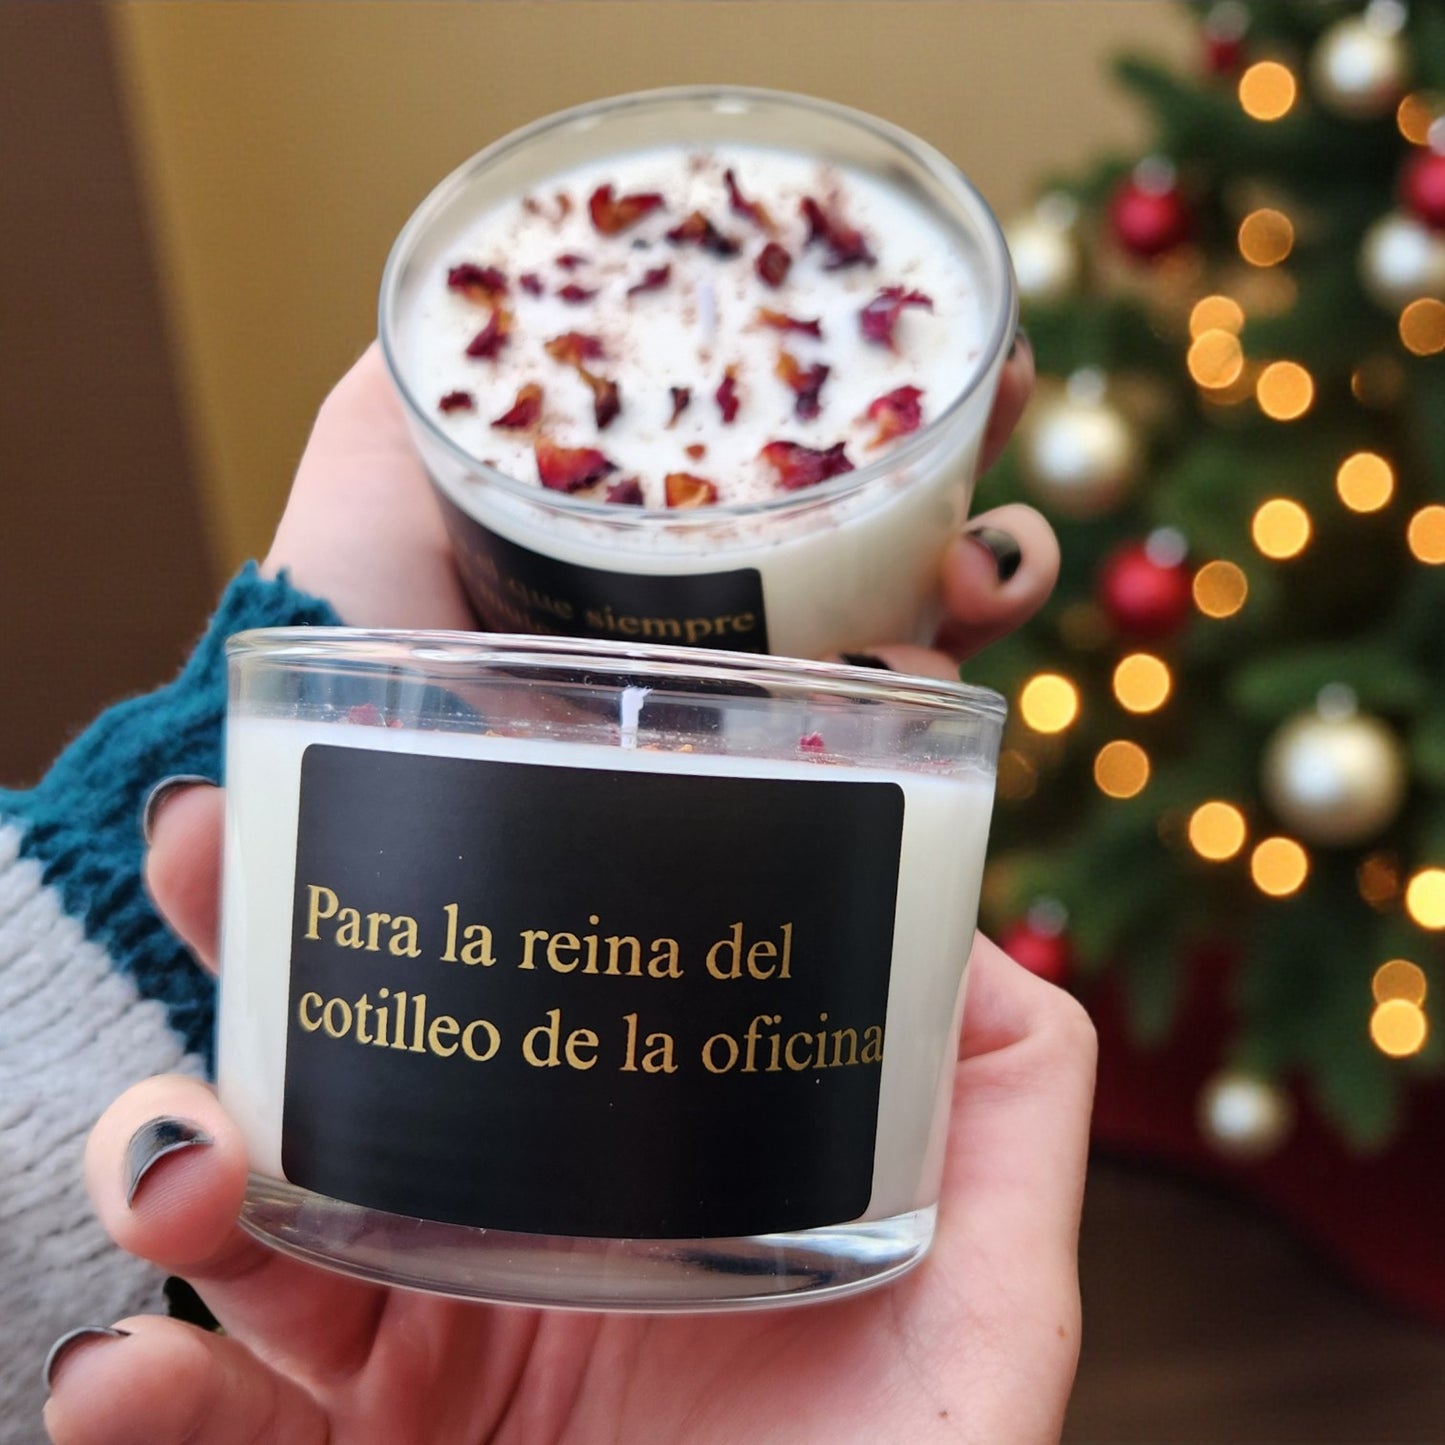 que siempre
Para la reina del
cotilleo de la oficina